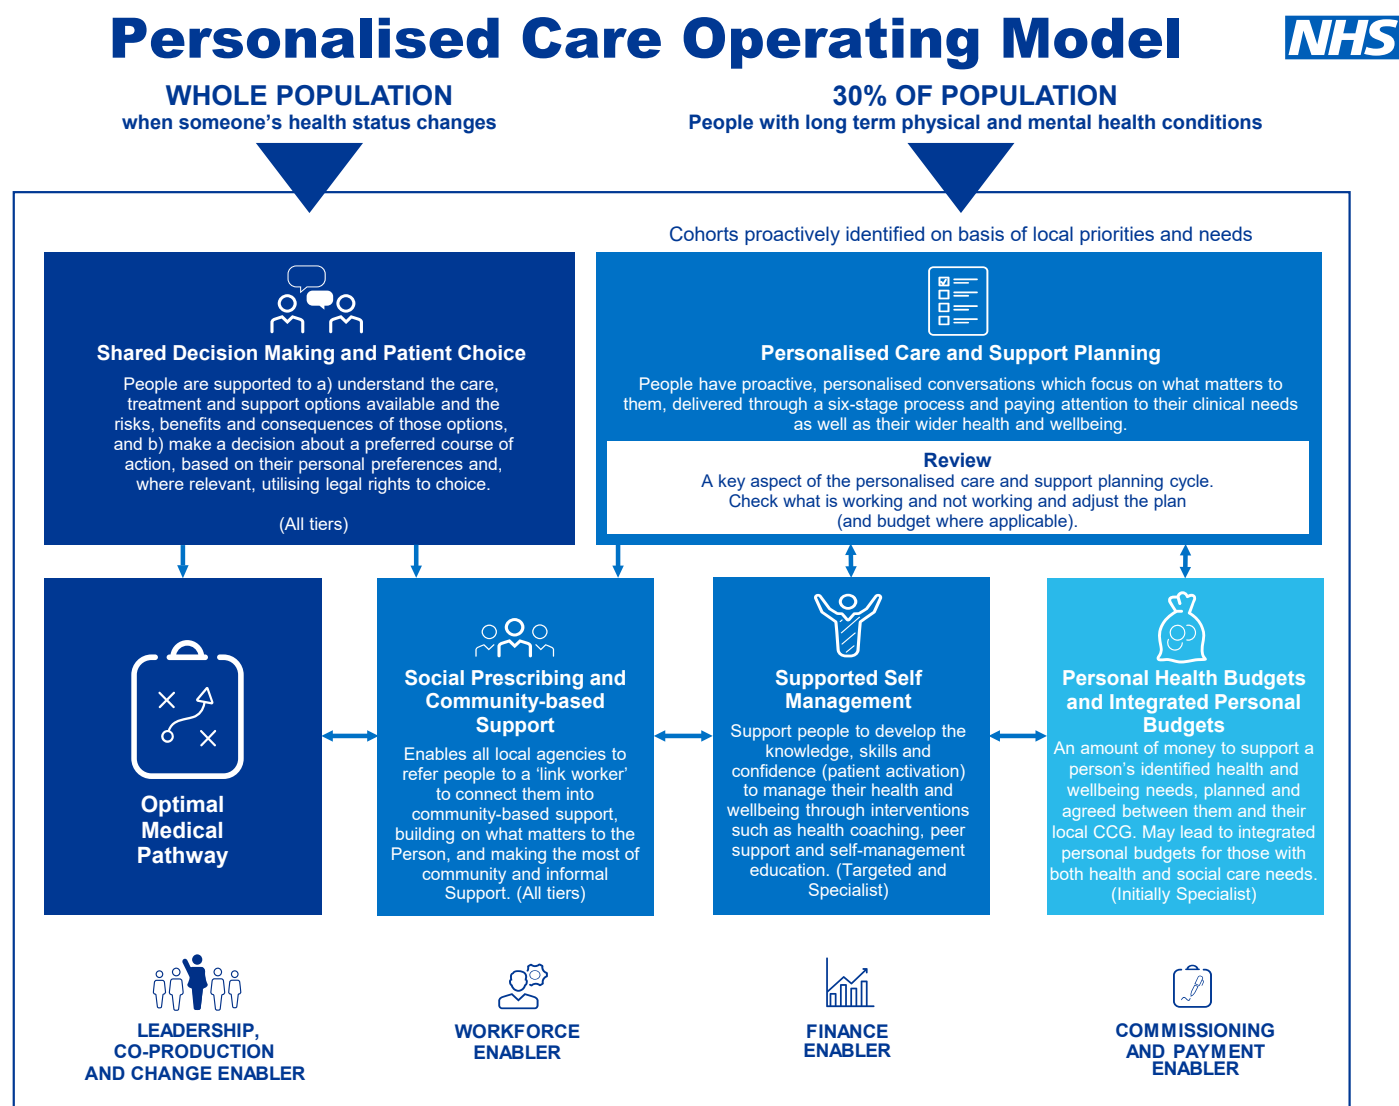 Personalised Care Operating Model
NHS
WHOLE POPULATION
when someone’s health status changes
30% OF POPULATION
People with long term physical and mental health conditions
Cohorts proactively identified on basis of local priorities and needs
Shared Decision Making and Patient Choice
People are supported to a) understand the care,
treatment and support options available and the
risks, benefits and consequences of those options,
and b) make a decision about a preferred course of
action, based on their personal preferences and,
where relevant, utilising legal rights to choice.
(All tiers)
Personalised Care and Support Planning
People have proactive, personalised conversations which focus on what matters to
them, delivered through a six-stage process and paying attention to their clinical needs
as well as their wider health and wellbeing.
Review
A key aspect of the personalised care and support planning cycle.
Check what is working and not working and adjust the plan
(and budget where applicable).
Optimal
Medical
Pathway
Social Prescribing and
Community-based
Support
Enables all local agencies to
refer people to a ‘link worker’
to connect them into
community-based support,
building on what matters to the
Person, and making the most of
community and informal
Support. (All tiers)
Supported Self
Management
Support people to develop the
knowledge, skills and
confidence (patient activation)
to manage their health and
wellbeing through interventions
such as health coaching, peer
support and self-management
education. (Targeted and
Specialist)
Personal Health Budgets
and Integrated Personal
Budgets
An amount of money to support a
person’s identified health and
wellbeing needs, planned and
agreed between them and their
local CCG. May lead to integrated
personal budgets for those with
both health and social care needs.
(Initially Specialist)
LEADERSHIP,
CO-PRODUCTION
AND CHANGE ENABLER
WORKFORCE
ENABLER
FINANCE
ENABLER
COMMISSIONING
AND PAYMENT
ENABLER